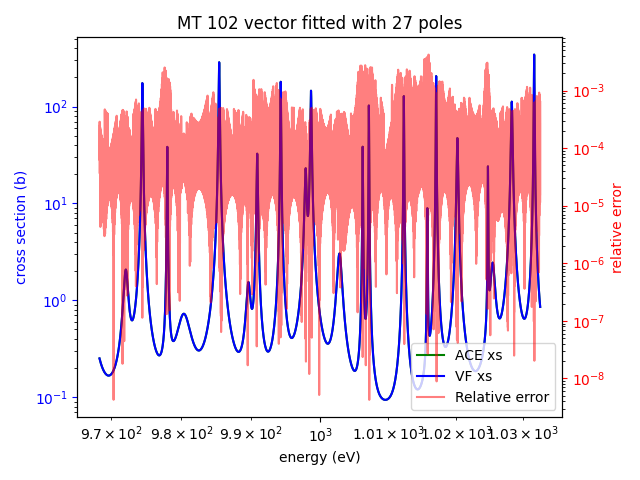 MT 102 vector fitted with 27 poles
cross section (b)
10²
10¹
10⁰
10⁻¹
relative error
10⁻³
10⁻⁴
10⁻⁵
10⁻⁶
10⁻⁷
10⁻⁸
ACE xs
VF xs
Relative error
9.7 × 10² 9.8 × 10² 9.9 × 10² 10³ 1.01 × 10³ 1.02 × 10³ 1.03 × 10³
energy (eV)